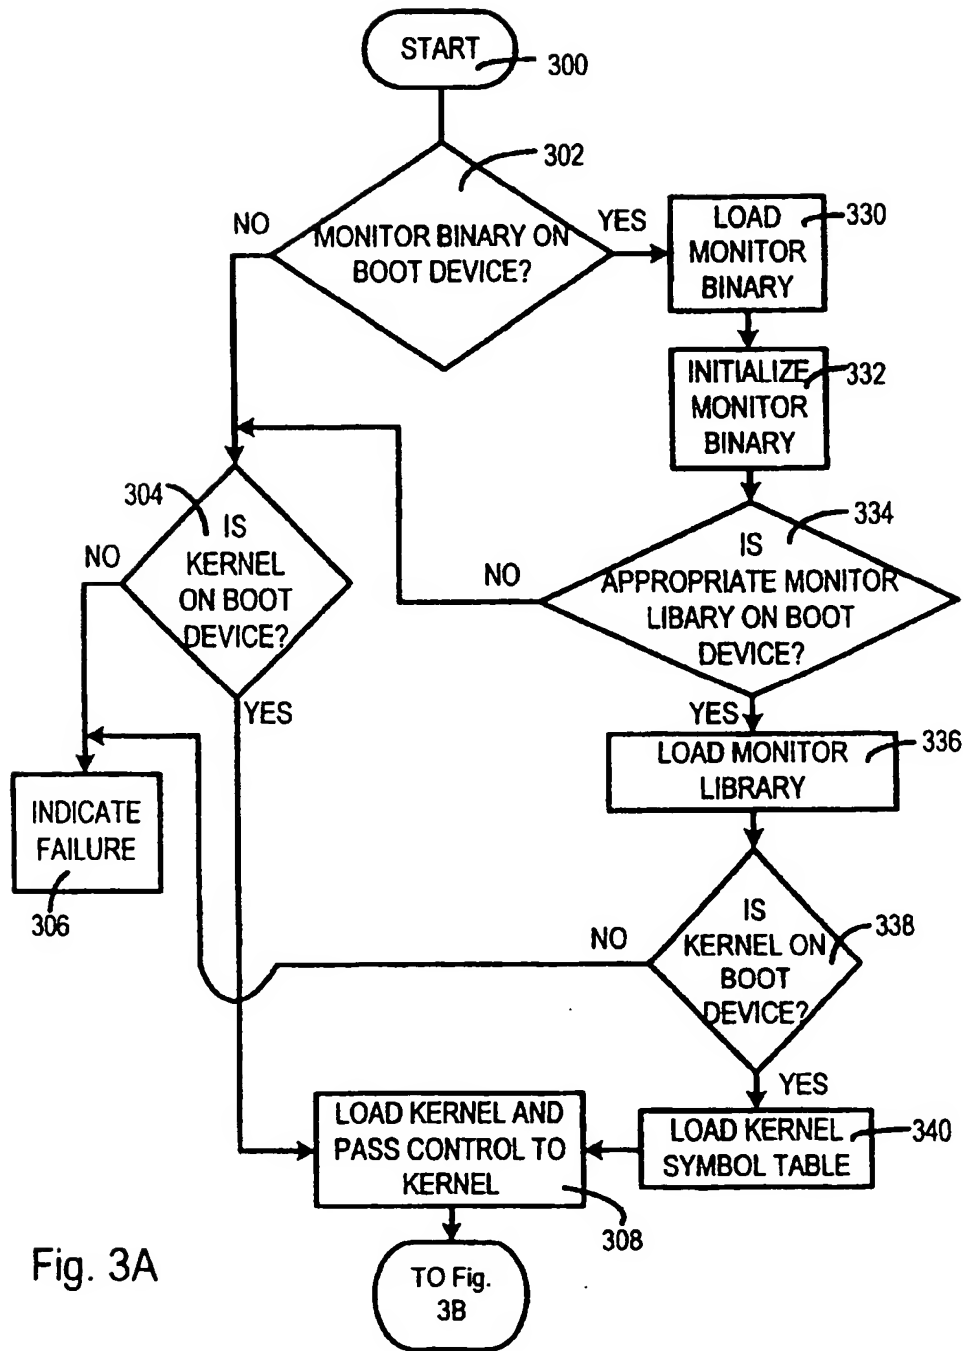 START
300
302
NO
MONITOR BINARY ON
BOOT DEVICE?
YES
LOAD
MONITOR
BINARY
330
INITIALIZE
MONITOR
BINARY
332
304
IS
KERNEL
ON BOOT
DEVICE?
NO
YES
334
IS
APPROPRIATE MONITOR
LIBARY ON BOOT
DEVICE?
NO
YES
LOAD MONITOR
LIBRARY
336
INDICATE
FAILURE
306
IS
KERNEL ON
BOOT
DEVICE?
338
NO
YES
LOAD KERNEL AND
PASS CONTROL TO
KERNEL
308
LOAD KERNEL
SYMBOL TABLE
340
Fig. 3A
TO Fig.
3B